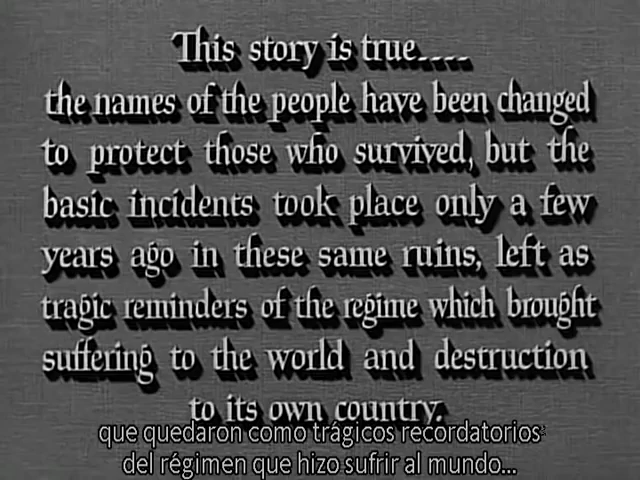 This story is true....
the names of the people have been changed
to protect those who survived, but the
basic incidents took place only a few
years ago in these same ruins, left as
tragic reminders of the regime which brought
suffering to the world and destruction
to its own country.
que quedaron como trágicos recordatorios
del régimen que hizo sufrir al mundo...